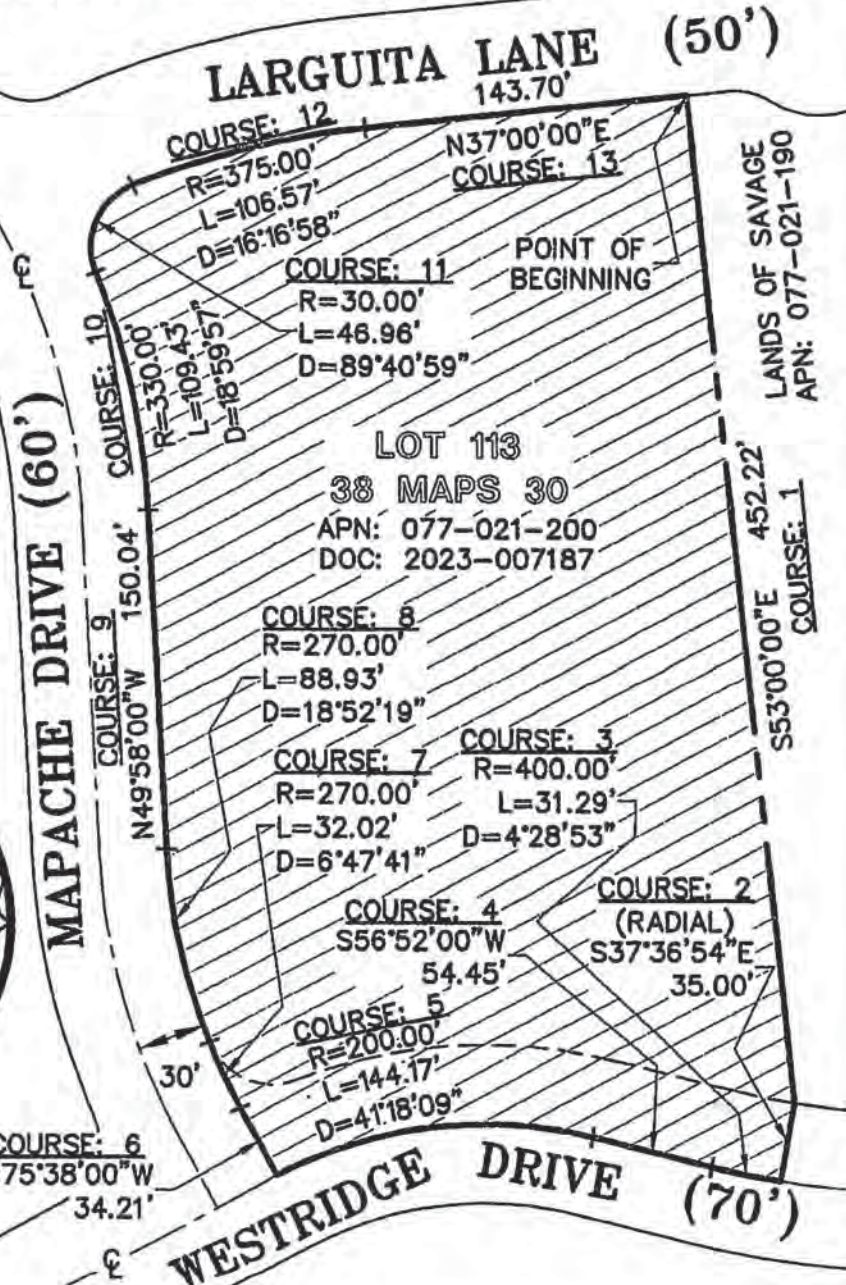 LARGUITA LANE (50')
143.70'
N37°00'00"E
COURSE: 13
COURSE: 12
R=375.00'
L=106.57'
D=16°16'58"
POINT OF
BEGINNING
LANDS OF SAVAGE
APN: 077-021-190
COURSE: 11
R=30.00'
L=46.96'
D=89°40'59"
COURSE: 10
R=330.00'
L=109.43'
D=18°59'57"
LOT 113
38 MAPS 30
APN: 077-021-200
DOC: 2023-007187
S53°00'00"E 452.22'
COURSE: 1
MAPACHE DRIVE (60')
COURSE: 9
N49°58'00"W 150.04'
COURSE: 8
R=270.00'
L=88.93'
D=18°52'19"
COURSE: 7
R=270.00'
L=32.02'
D=6°47'41"
COURSE: 3
R=400.00'
L=31.29'
D=4°28'53"
COURSE: 4
S56°52'00"W
54.45'
COURSE: 2
(RADIAL)
S37°36'54"E
35.00'
COURSE: 5
R=200.00'
L=144.17'
D=41°18'09"
30'
COURSE: 6
75°38'00"W
34.21'
WESTRIDGE DRIVE (70')